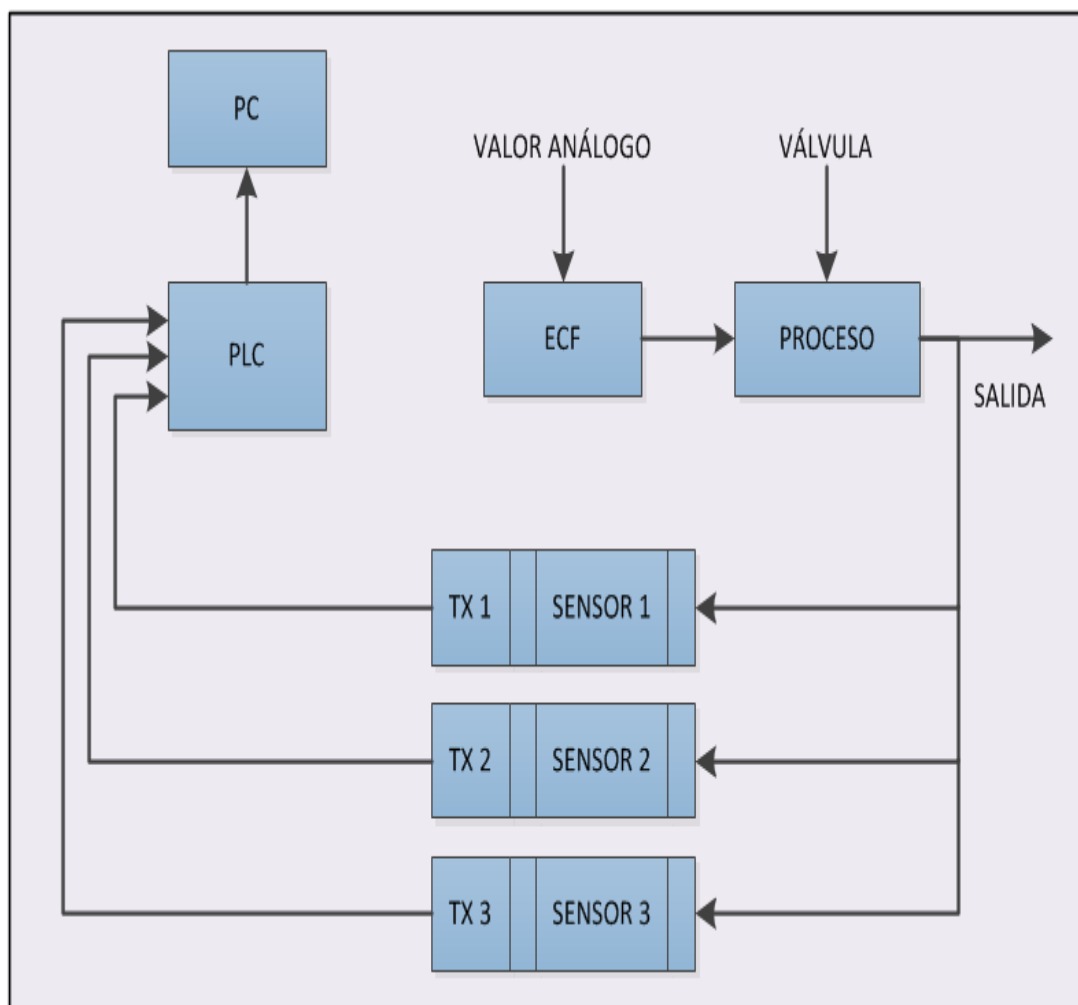 PC
VALOR ANÁLOGO
VÁLVULA
PLC
ECF
PROCESO
SALIDA
TX 1
SENSOR 1
TX 2
SENSOR 2
TX 3
SENSOR 3